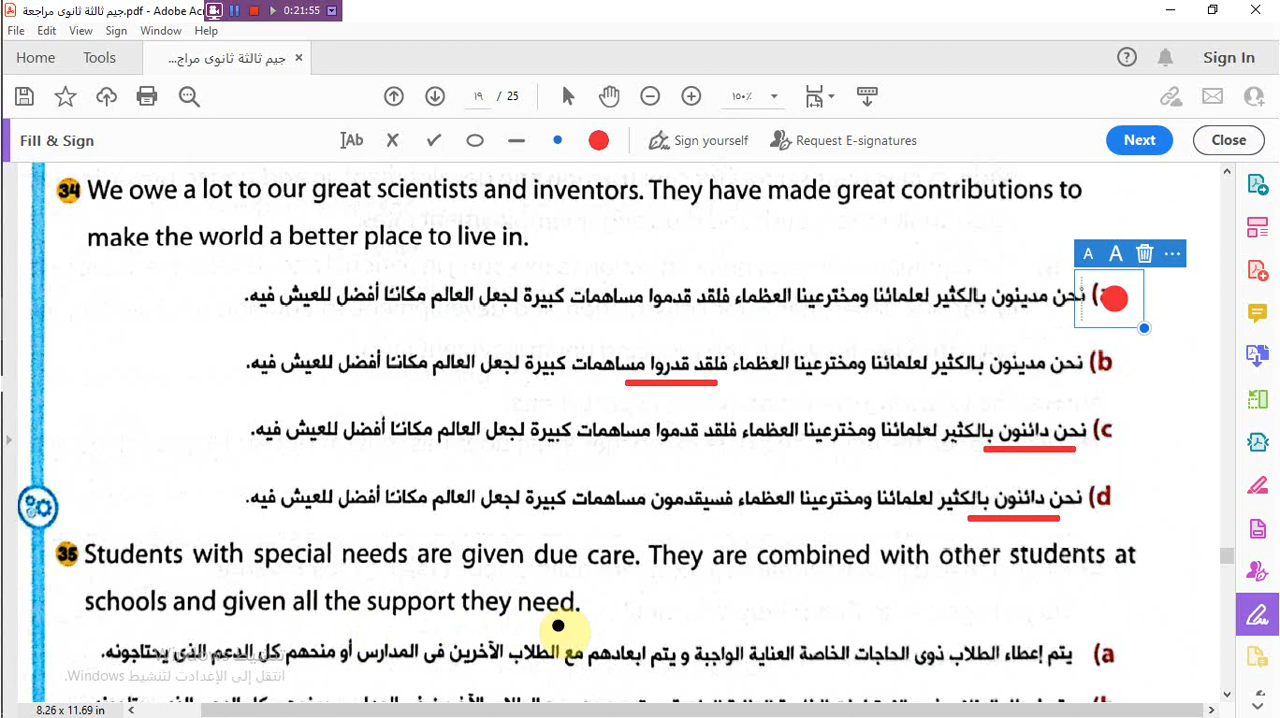 جيم ثالثة ثانوى مراجعة.pdf - Adobe Acr
0:21:55
File Edit View Sign Window Help
Home Tools جيم ثالثة ثانوى مراج... × Sign In
١٩ / 25 ١٥٠٪
Fill & Sign Ab Sign yourself Request E-signatures Next Close
34 We owe a lot to our great scientists and inventors. They have made great contributions to
make the world a better place to live in.
A A ...
نحن مدينون بالكثير لعلمائنا ومخترعينا العظماء فلقد قدموا مساهمات كبيرة لجعل العالم مكانًا أفضل للعيش فيه.
b) نحن مدينون بالكثير لعلمائنا ومخترعينا العظماء فلقد قدروا مساهمات كبيرة لجعل العالم مكانًا أفضل للعيش فيه.
c) نحن دائنون بالكثير لعلمائنا ومخترعينا العظماء فلقد قدموا مساهمات كبيرة لجعل العالم مكانًا أفضل للعيش فيه.
d) نحن دائنون بالكثير لعلمائنا ومخترعينا العظماء فسيقدمون مساهمات كبيرة لجعل العالم مكانًا أفضل للعيش فيه.
35 Students with special needs are given due care. They are combined with other students at
schools and given all the support they need.
a) يتم إعطاء الطلاب ذوى الحاجات الخاصة العناية الواجبة و يتم ابعادهم مع الطلاب الآخرين فى المدارس أو منحهم كل الدعم الذى يحتاجونه.
تنشيط Windows
انتقل إلى الإعدادت لتنشيط Windows.
8.26 x 11.69 in